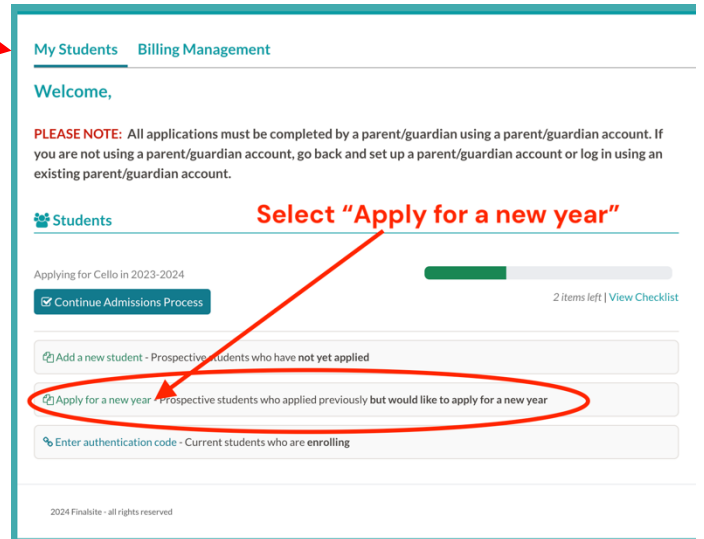 My Students Billing Management
Welcome,
PLEASE NOTE: All applications must be completed by a parent/guardian using a parent/guardian account. If
you are not using a parent/guardian account, go back and set up a parent/guardian account or log in using an
existing parent/guardian account.
Select “Apply for a new year”
Students
Applying for Cello in 2023-2024
Continue Admissions Process
2 items left | View Checklist
Add a new student - Prospective students who have not yet applied
Apply for a new year - Prospective students who applied previously but would like to apply for a new year
Enter authentication code - Current students who are enrolling
2024 Finalsite - all rights reserved